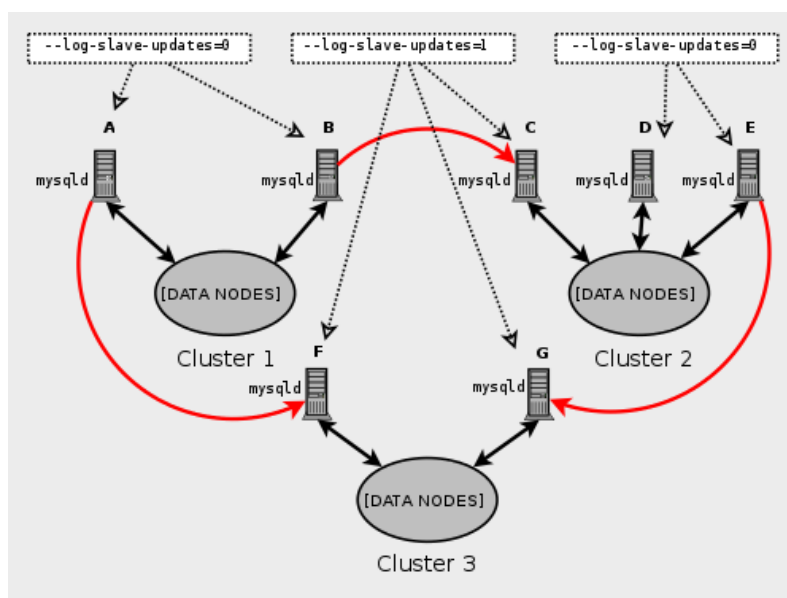 --log-slave-updates=0
--log-slave-updates=1
--log-slave-updates=0
A
B
C
D
E
mysqld
mysqld
mysqld
mysqld
mysqld
[DATA NODES]
[DATA NODES]
Cluster 1
Cluster 2
F
G
mysqld
mysqld
[DATA NODES]
Cluster 3